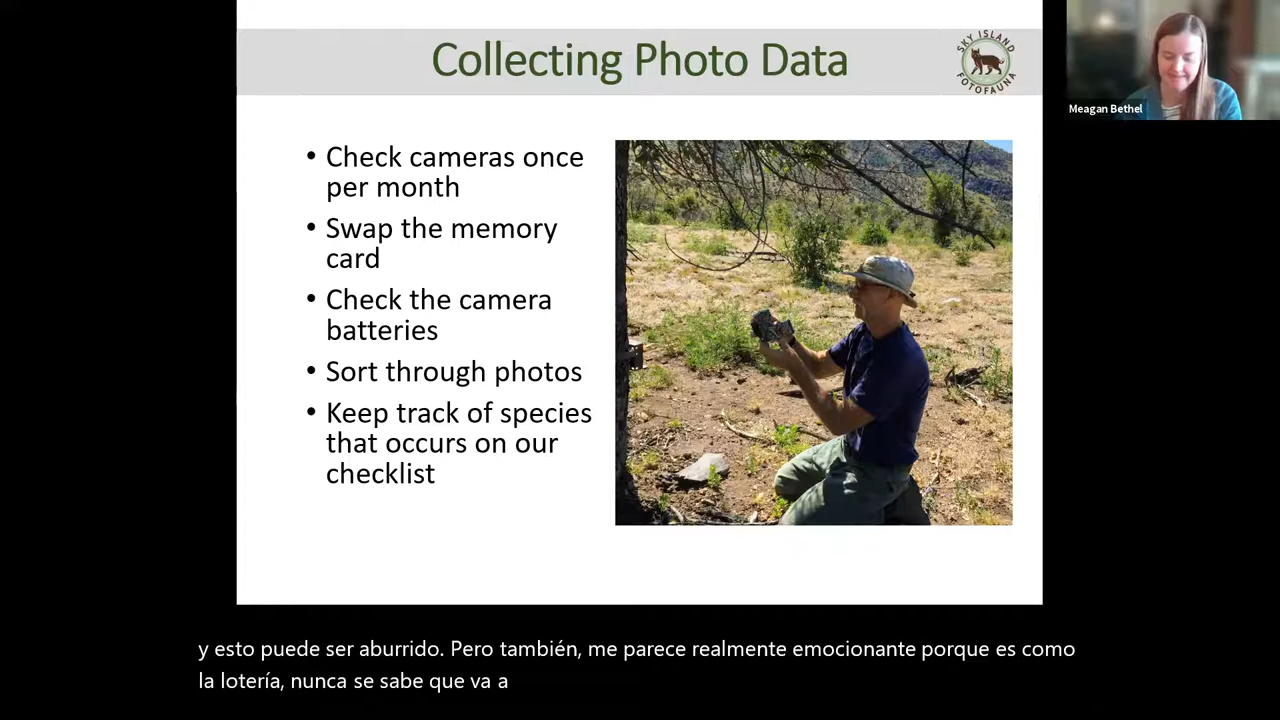 Collecting Photo Data
SKY ISLAND
FOTOFAUNA
Meagan Bethel
• Check cameras once
per month
• Swap the memory
card
• Check the camera
batteries
• Sort through photos
• Keep track of species
that occurs on our
checklist
y esto puede ser aburrido. Pero también, me parece realmente emocionante porque es como
la lotería, nunca se sabe que va a